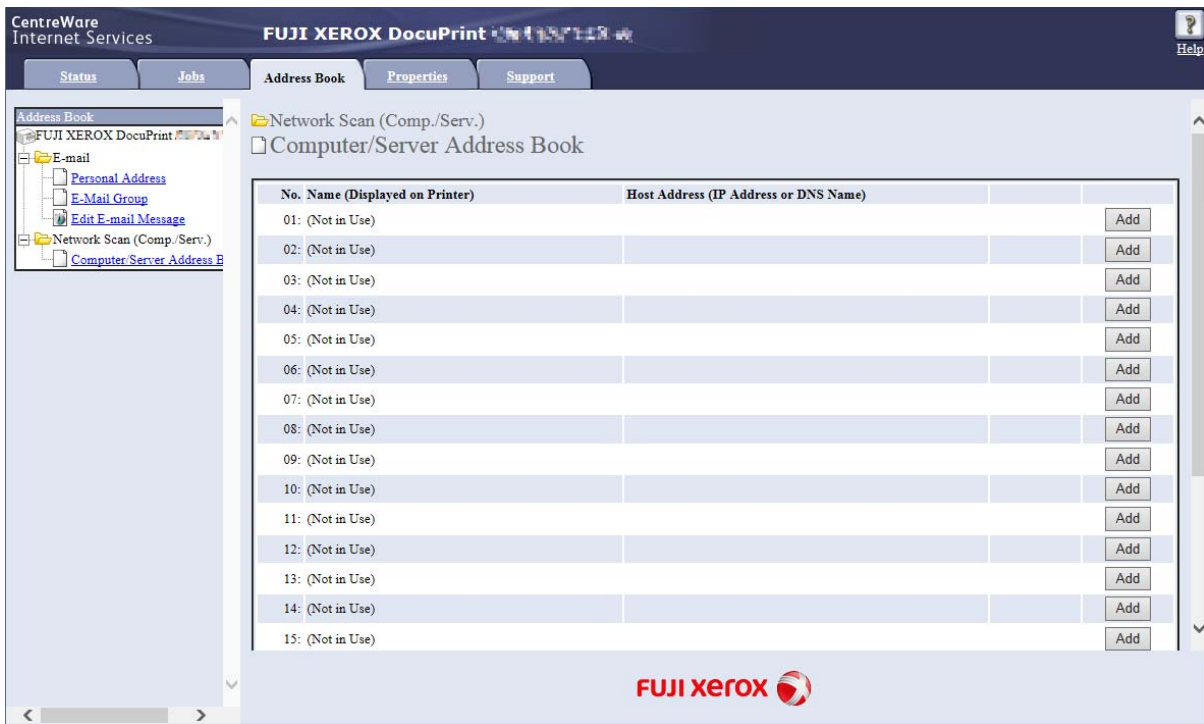 CentreWare
Internet Services
FUJI XEROX DocuPrint
Help
Status Jobs Address Book Properties Support
Address Book
FUJI XEROX DocuPrint
E-mail
Personal Address
E-Mail Group
Edit E-mail Message
Network Scan (Comp./Serv.)
Computer/Server Address B
Network Scan (Comp./Serv.)
Computer/Server Address Book
No. Name (Displayed on Printer) Host Address (IP Address or DNS Name)
01: (Not in Use) Add
02: (Not in Use) Add
03: (Not in Use) Add
04: (Not in Use) Add
05: (Not in Use) Add
06: (Not in Use) Add
07: (Not in Use) Add
08: (Not in Use) Add
09: (Not in Use) Add
10: (Not in Use) Add
11: (Not in Use) Add
12: (Not in Use) Add
13: (Not in Use) Add
14: (Not in Use) Add
15: (Not in Use) Add
FUJI xerox